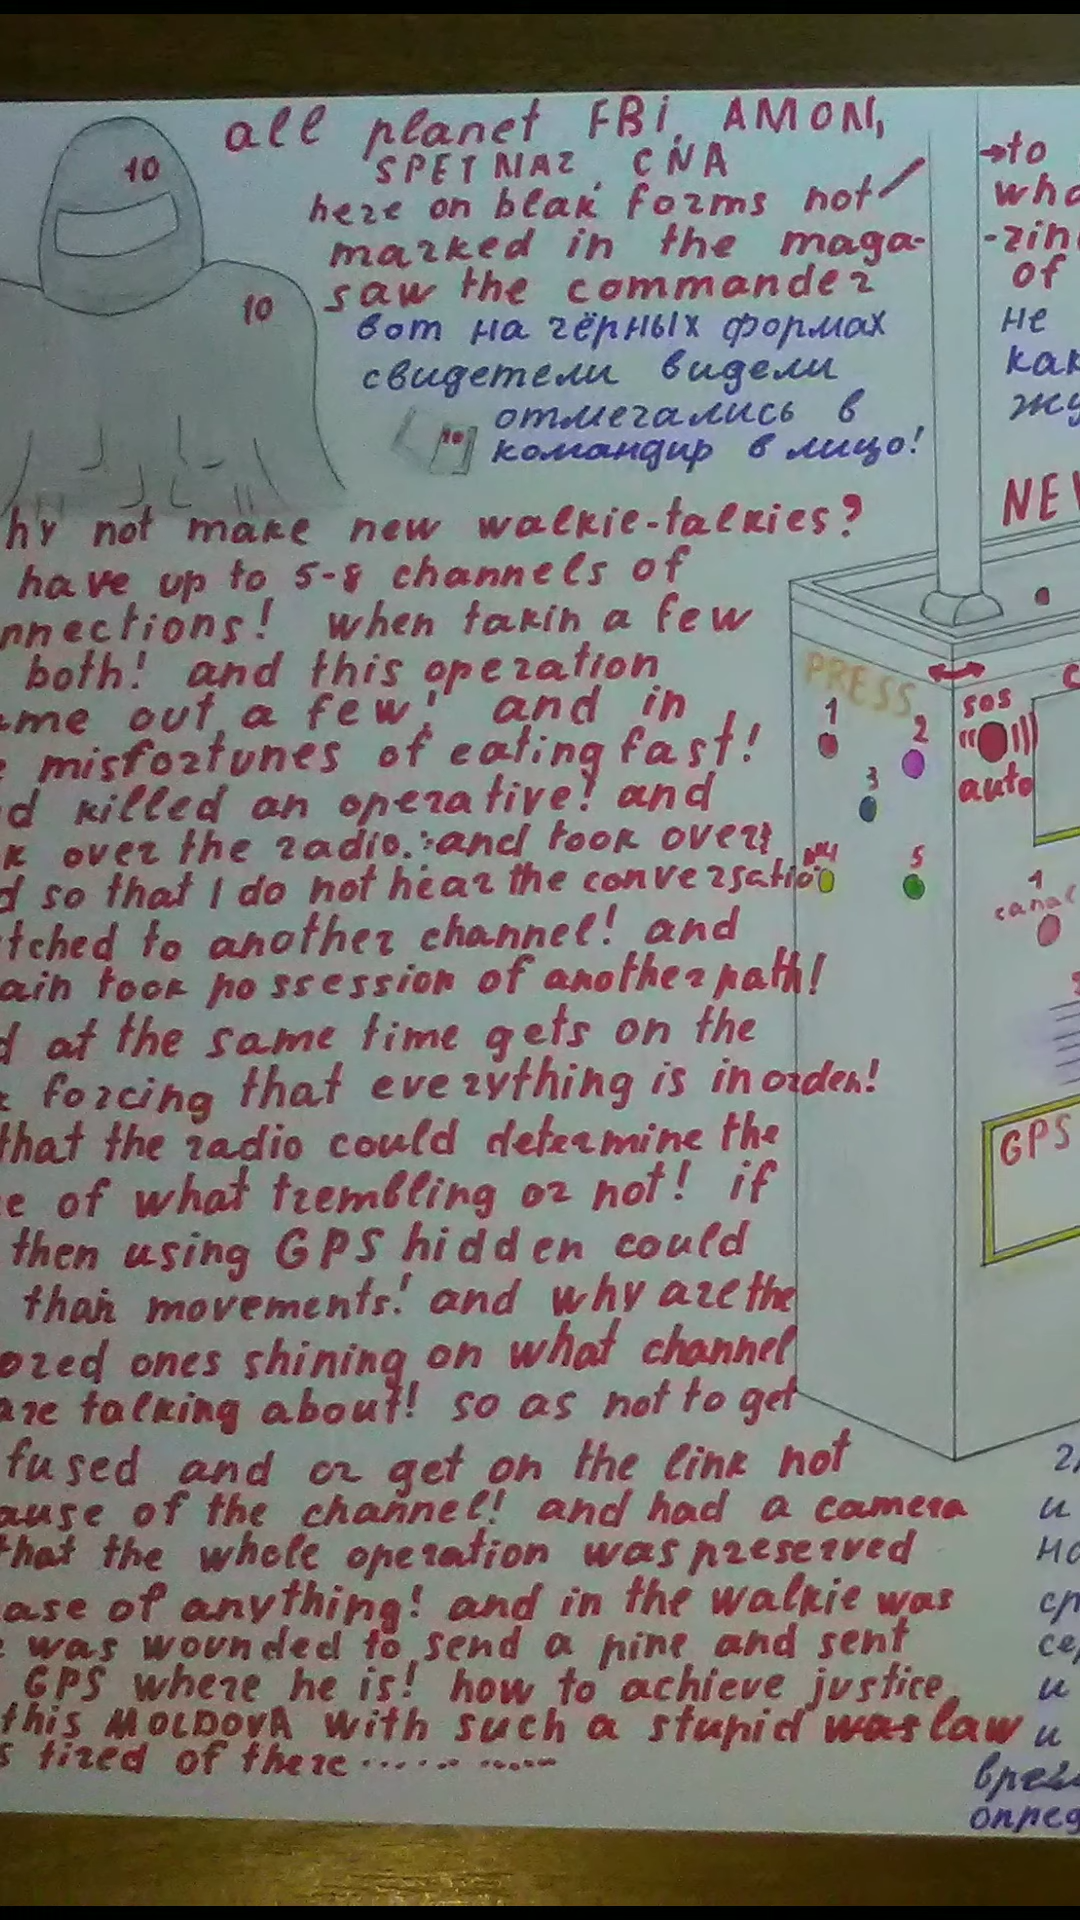 10
all planet FBi, AMON,
SPETNAZ, CNA
here on blak forms not
marked in the maga-
10
saw the commander
вот на чёрных формах
свидетели видели
отмечались в
10
командир в лицо!
→to
-zin
of
не
hy not make new walkie-talkies?
have up to 5-8 channels of
nnections! when takin a few
both! and this operation
me out a few! and in
misfortunes of eating fast!
d killed an operative! and
k over the radio. and took over
d so that I do not hear the conversatio
tched to another channel! and
ain took possession of another path!
d at the same time gets on the
forcing that everything is in order!
that the radio could determine the
e of what trembling or not! if
then using GPS hidden could
than movements! and why are the
ored ones shining on what channel
are talking about! so as not to get
fused and or get on the link not
ause of the channel! and had a camera
that the whole operation was preserved
ase of anything! and in the walkie was
was wounded to send a pine and sent
GPS where he is! how to achieve justice
this MOLDOVA with such a stupid was law
s tired of there
PRESS
1
2
3
5
sos
auto
1
canal
GPS
и
и
и